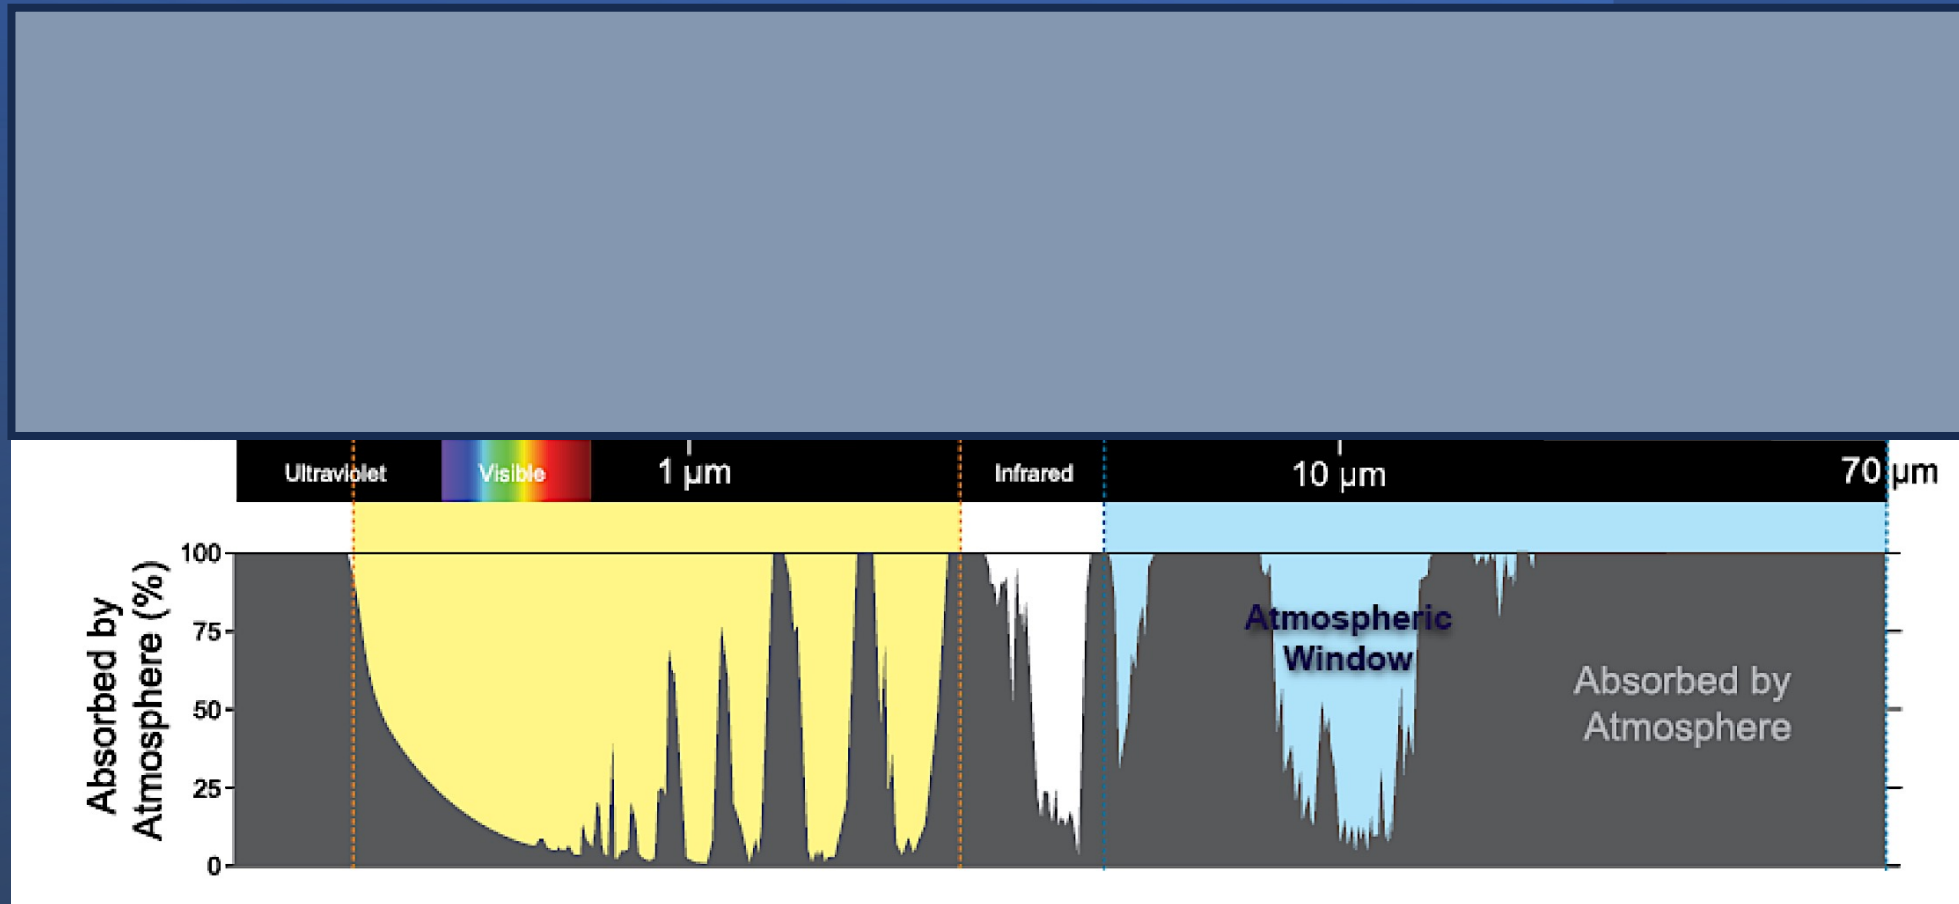 Ultraviolet Visible 1 µm Infrared 10 µm 70 µm
100
75
50
25
0
Absorbed by
Atmosphere (%)
Atmospheric
Window
Absorbed by
Atmosphere